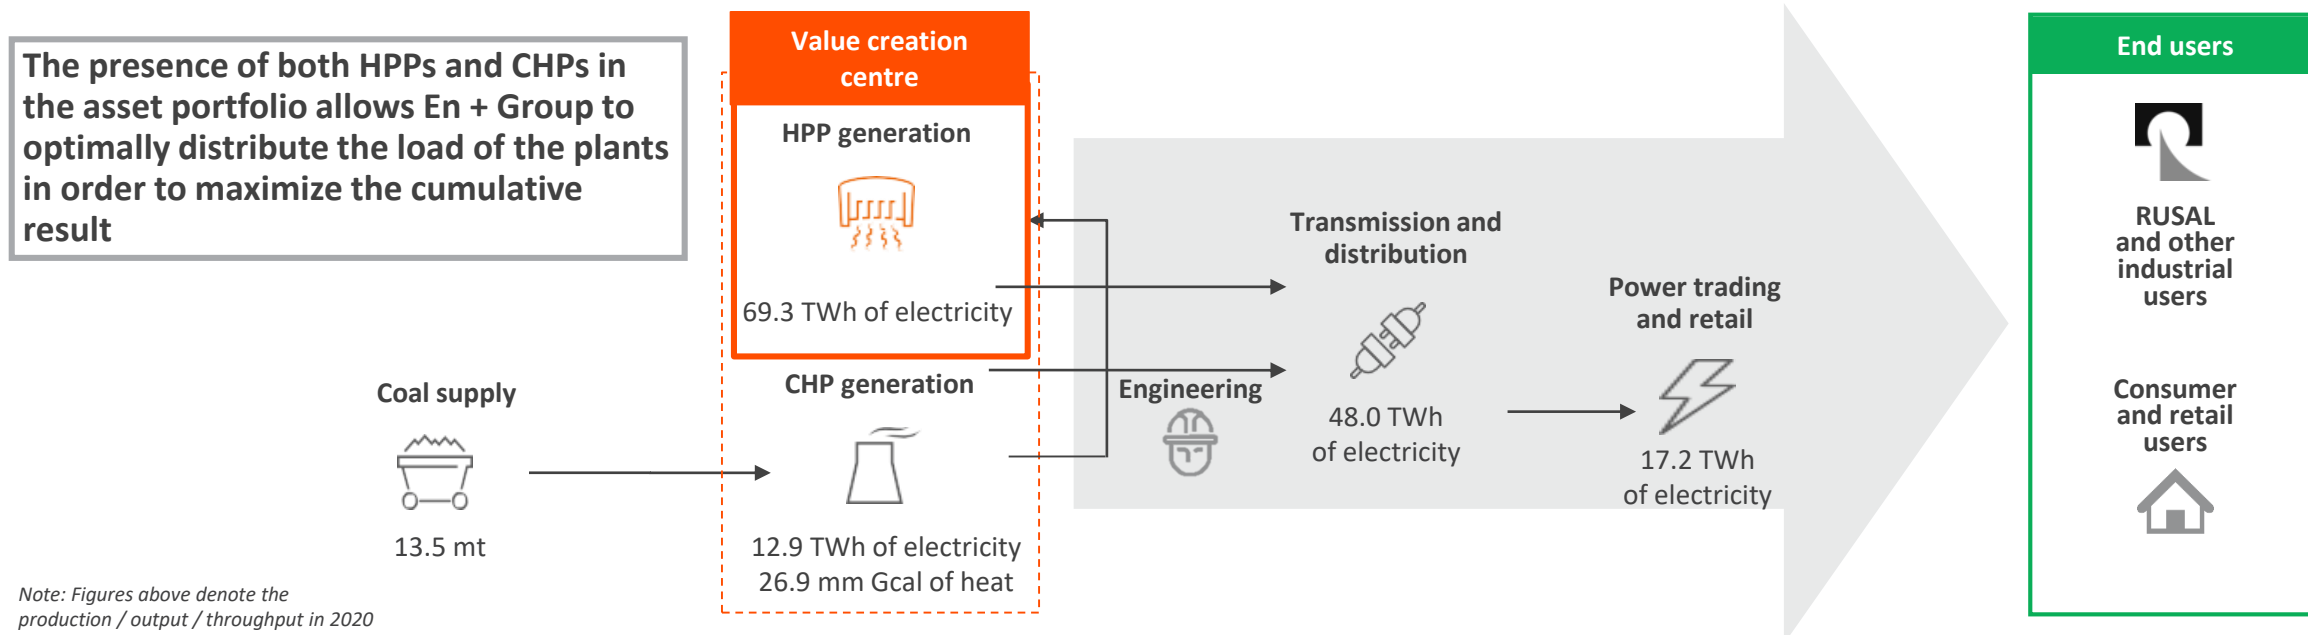 The presence of both HPPs and CHPs in
the asset portfolio allows En + Group to
optimally distribute the load of the plants
in order to maximize the cumulative
result
Coal supply
13.5 mt
Note: Figures above denote the
production / output / throughput in 2020
Value creation
centre
HPP generation
69.3 TWh of electricity
CHP generation
12.9 TWh of electricity
26.9 mm Gcal of heat
Engineering
Transmission and
distribution
48.0 TWh
of electricity
Power trading
and retail
17.2 TWh
of electricity
End users
RUSAL
and other
industrial
users
Consumer
and retail
users